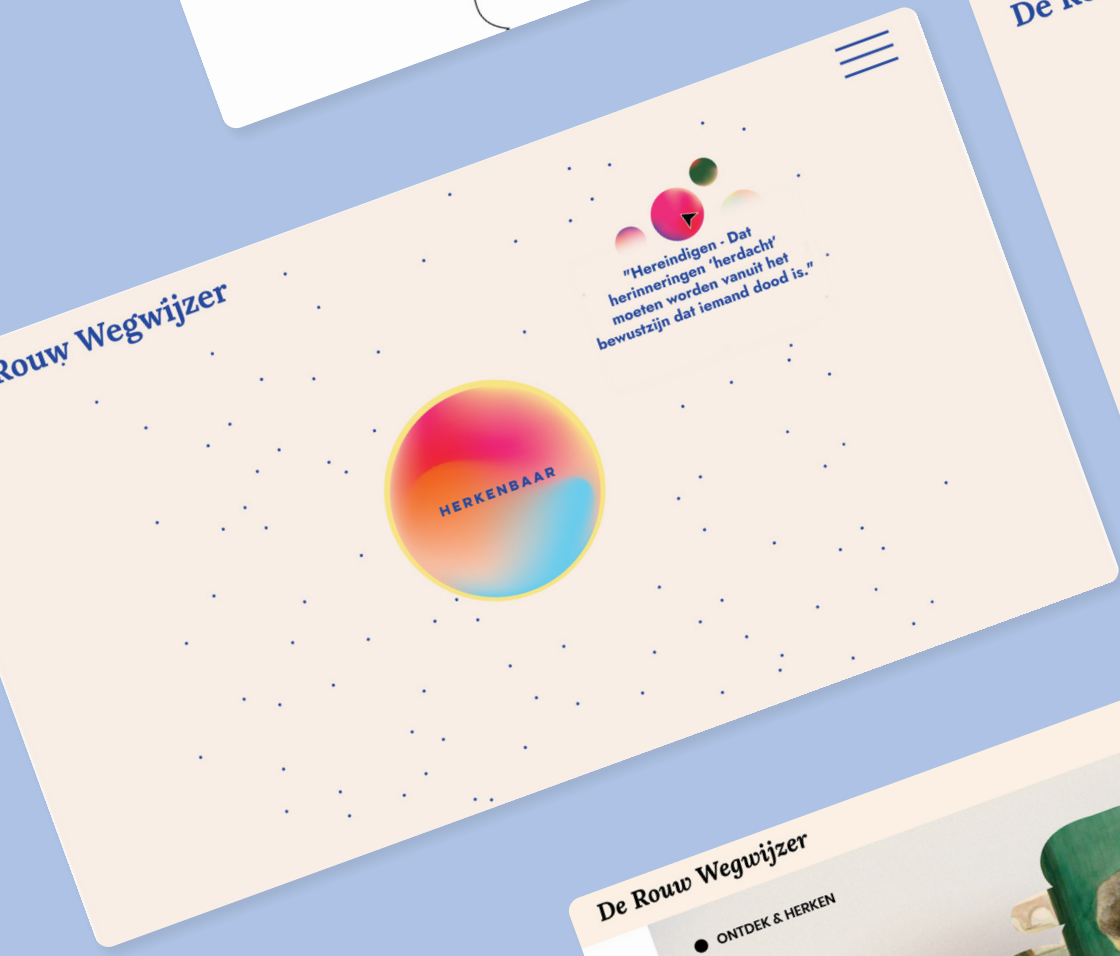 De R
Rouw Wegwijzer
"Hereindigen - Dat
herinneringen ‘herdacht’
moeten worden vanuit het
bewustzijn dat iemand dood is."
HERKENBAAR
De Rouw Wegwijzer
ONTDEK & HERKEN